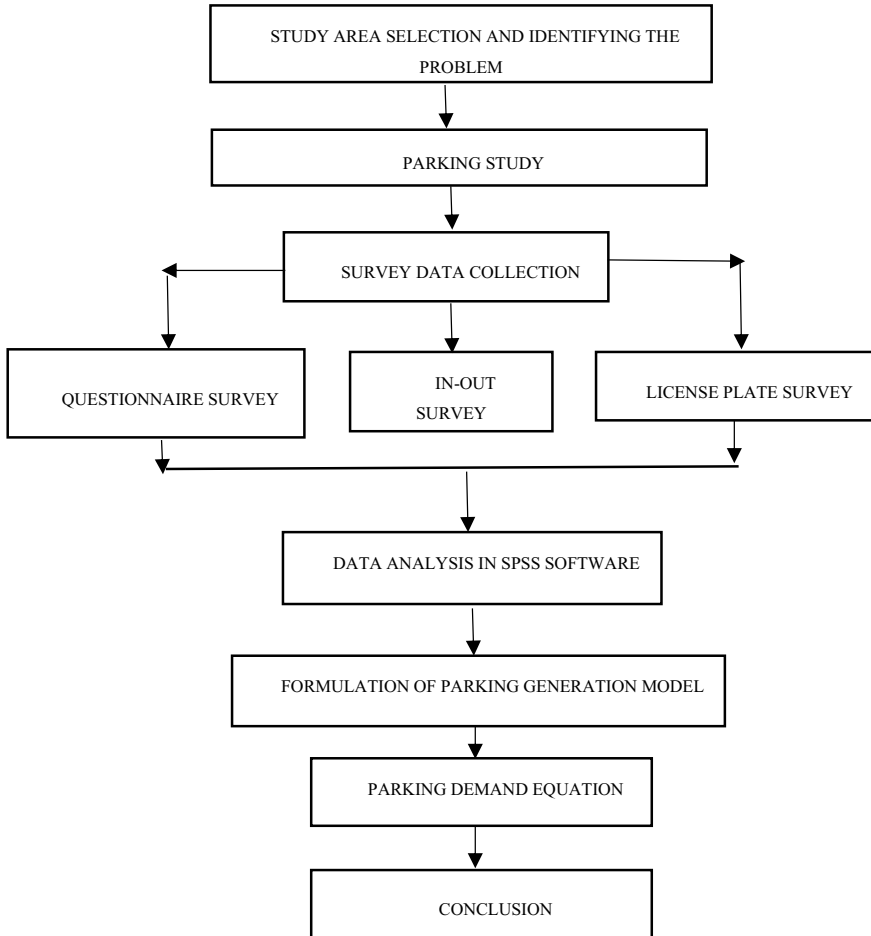 STUDY AREA SELECTION AND IDENTIFYING THE
PROBLEM
PARKING STUDY
SURVEY DATA COLLECTION
QUESTIONNAIRE SURVEY
IN-OUT
SURVEY
LICENSE PLATE SURVEY
DATA ANALYSIS IN SPSS SOFTWARE
FORMULATION OF PARKING GENERATION MODEL
PARKING DEMAND EQUATION
CONCLUSION